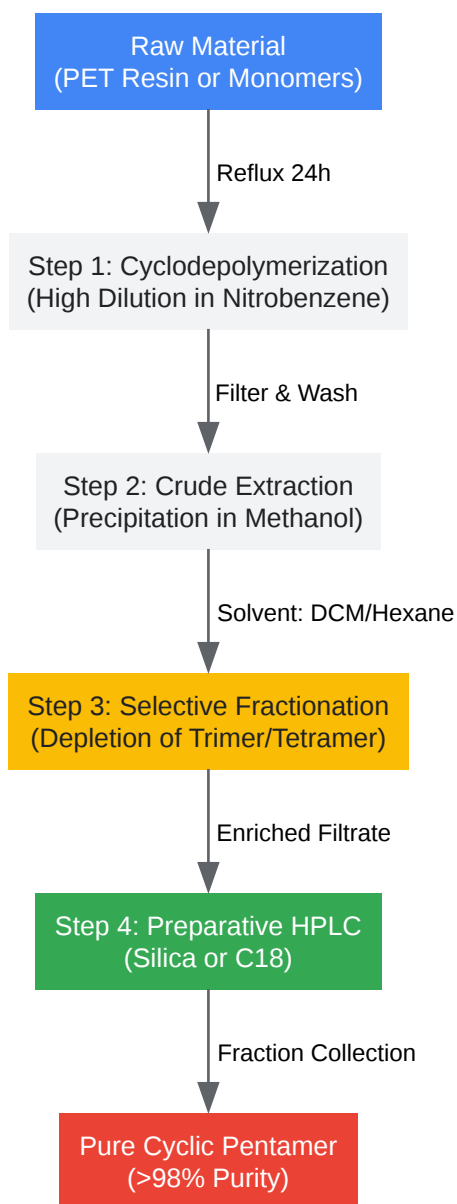 Raw Material
(PET Resin or Monomers)
Reflux 24h
Step 1: Cyclodepolymerization
(High Dilution in Nitrobenzene)
Filter & Wash
Step 2: Crude Extraction
(Precipitation in Methanol)
Solvent: DCM/Hexane
Step 3: Selective Fractionation
(Depletion of Trimer/Tetramer)
Enriched Filtrate
Step 4: Preparative HPLC
(Silica or C18)
Fraction Collection
Pure Cyclic Pentamer
(>98% Purity)